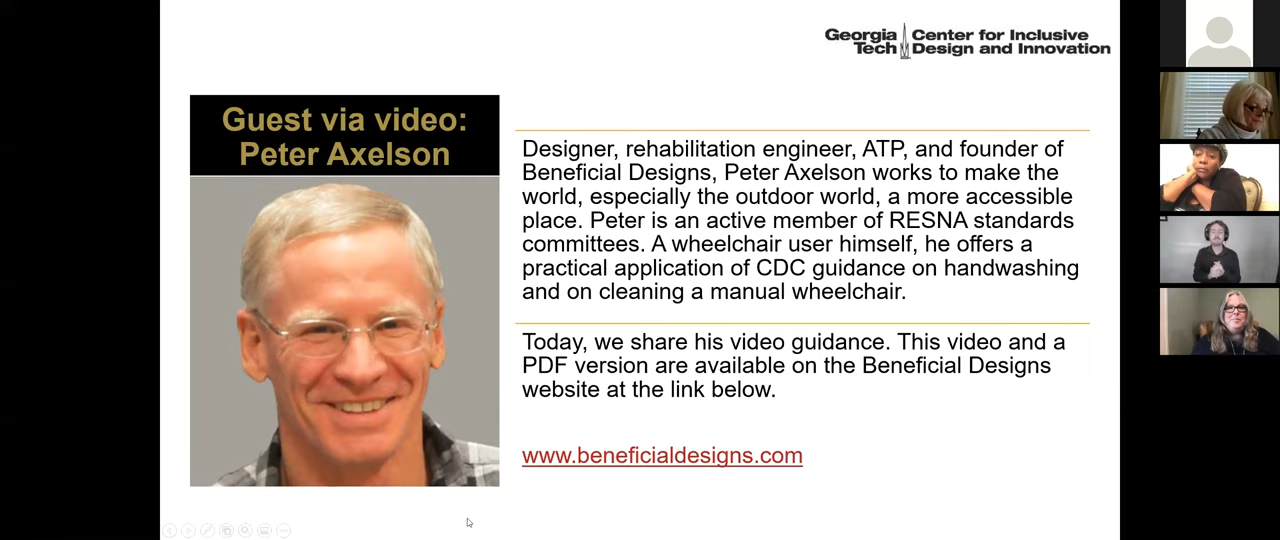 Georgia Tech
Center for Inclusive Design and Innovation
Guest via video:
Peter Axelson
Designer, rehabilitation engineer, ATP, and founder of
Beneficial Designs, Peter Axelson works to make the
world, especially the outdoor world, a more accessible
place. Peter is an active member of RESNA standards
committees. A wheelchair user himself, he offers a
practical application of CDC guidance on handwashing
and on cleaning a manual wheelchair.
Today, we share his video guidance. This video and a
PDF version are available on the Beneficial Designs
website at the link below.
www.beneficialdesigns.com